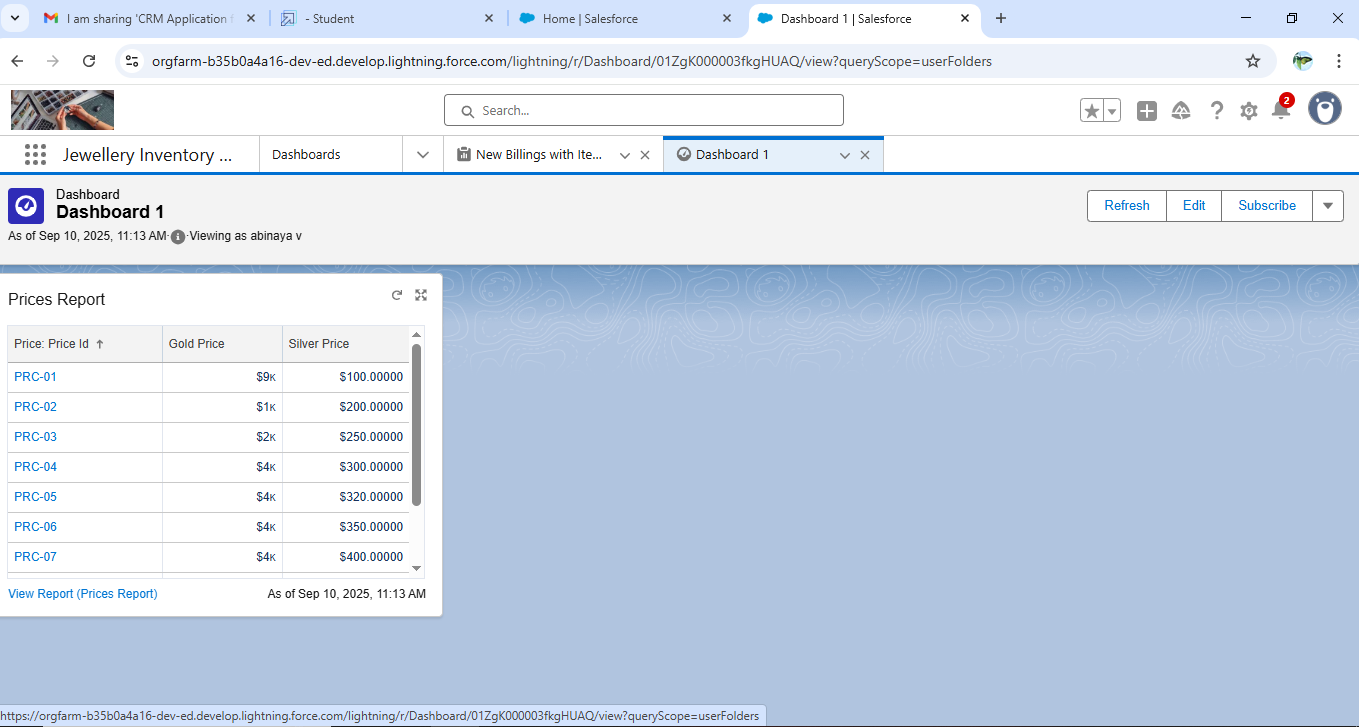 I am sharing 'CRM Application f
- Student
Home | Salesforce
Dashboard 1 | Salesforce
orgfarm-b35b0a4a16-dev-ed.develop.lightning.force.com/lightning/r/Dashboard/01ZgK000003fkgHUAQ/view?queryScope=userFolders
Search...
2
Jewellery Inventory ...
Dashboards
New Billings with Ite...
Dashboard 1
Dashboard
Dashboard 1
As of Sep 10, 2025, 11:13 AM·Viewing as abinaya v
Refresh
Edit
Subscribe
Prices Report
Price: Price Id ↑ Gold Price Silver Price
PRC-01 $9K $100.00000
PRC-02 $1K $200.00000
PRC-03 $2K $250.00000
PRC-04 $4K $300.00000
PRC-05 $4K $320.00000
PRC-06 $4K $350.00000
PRC-07 $4K $400.00000
View Report (Prices Report) As of Sep 10, 2025, 11:13 AM
https://orgfarm-b35b0a4a16-dev-ed.develop.lightning.force.com/lightning/r/Dashboard/01ZgK000003fkgHUAQ/view?queryScope=userFolders